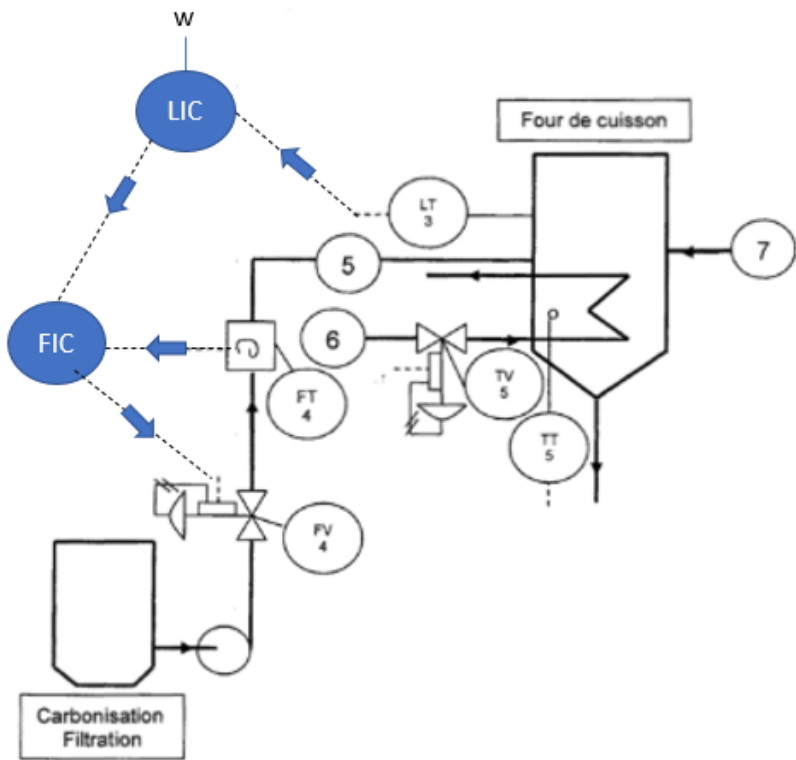 W
LIC
Four de cuisson
LT
3
5
7
FIC
6
FT
4
TV
5
TT
5
FV
4
Carbonisation
Filtration